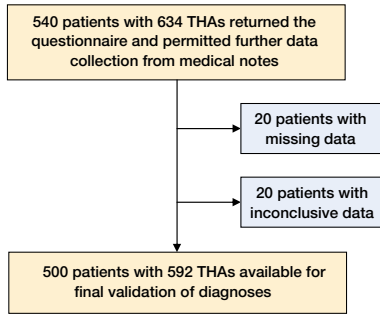 540 patients with 634 THAs returned the
questionnaire and permitted further data
collection from medical notes
20 patients with
missing data
20 patients with
inconclusive data
500 patients with 592 THAs available for
final validation of diagnoses